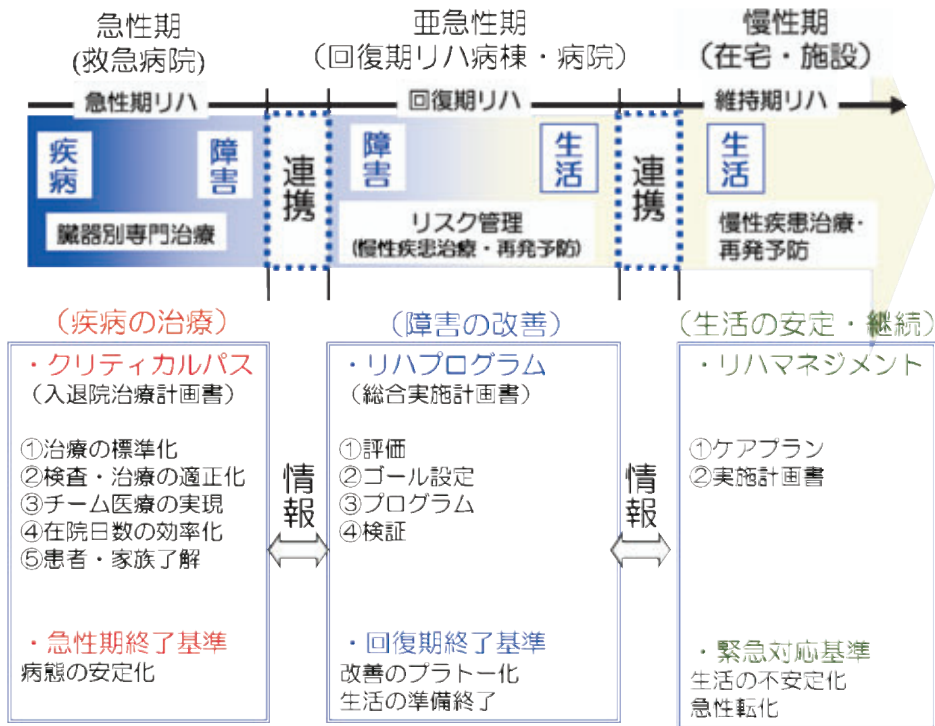 急性期
(救急病院)
亜急性期
(回復期リハ病棟・病院)
慢性期
(在宅・施設)
急性期リハ
回復期リハ
維持期リハ
疾病
障害
臓器別専門治療
連携
障害
生活
リスク管理
(慢性疾患治療・再発予防)
連携
生活
慢性疾患治療・
再発予防
(疾病の治療)
・クリティカルパス
(入退院治療計画書)
①治療の標準化
②検査・治療の適正化
③チーム医療の実現
④在院日数の効率化
⑤患者・家族了解
・急性期終了基準
病態の安定化
情報
(障害の改善)
・リハプログラム
(総合実施計画書)
①評価
②ゴール設定
③プログラム
④検証
・回復期終了基準
改善のプラトー化
生活の準備終了
情報
(生活の安定・継続)
・リハマネジメント
①ケアプラン
②実施計画書
・緊急対応基準
生活の不安定化
急性転化